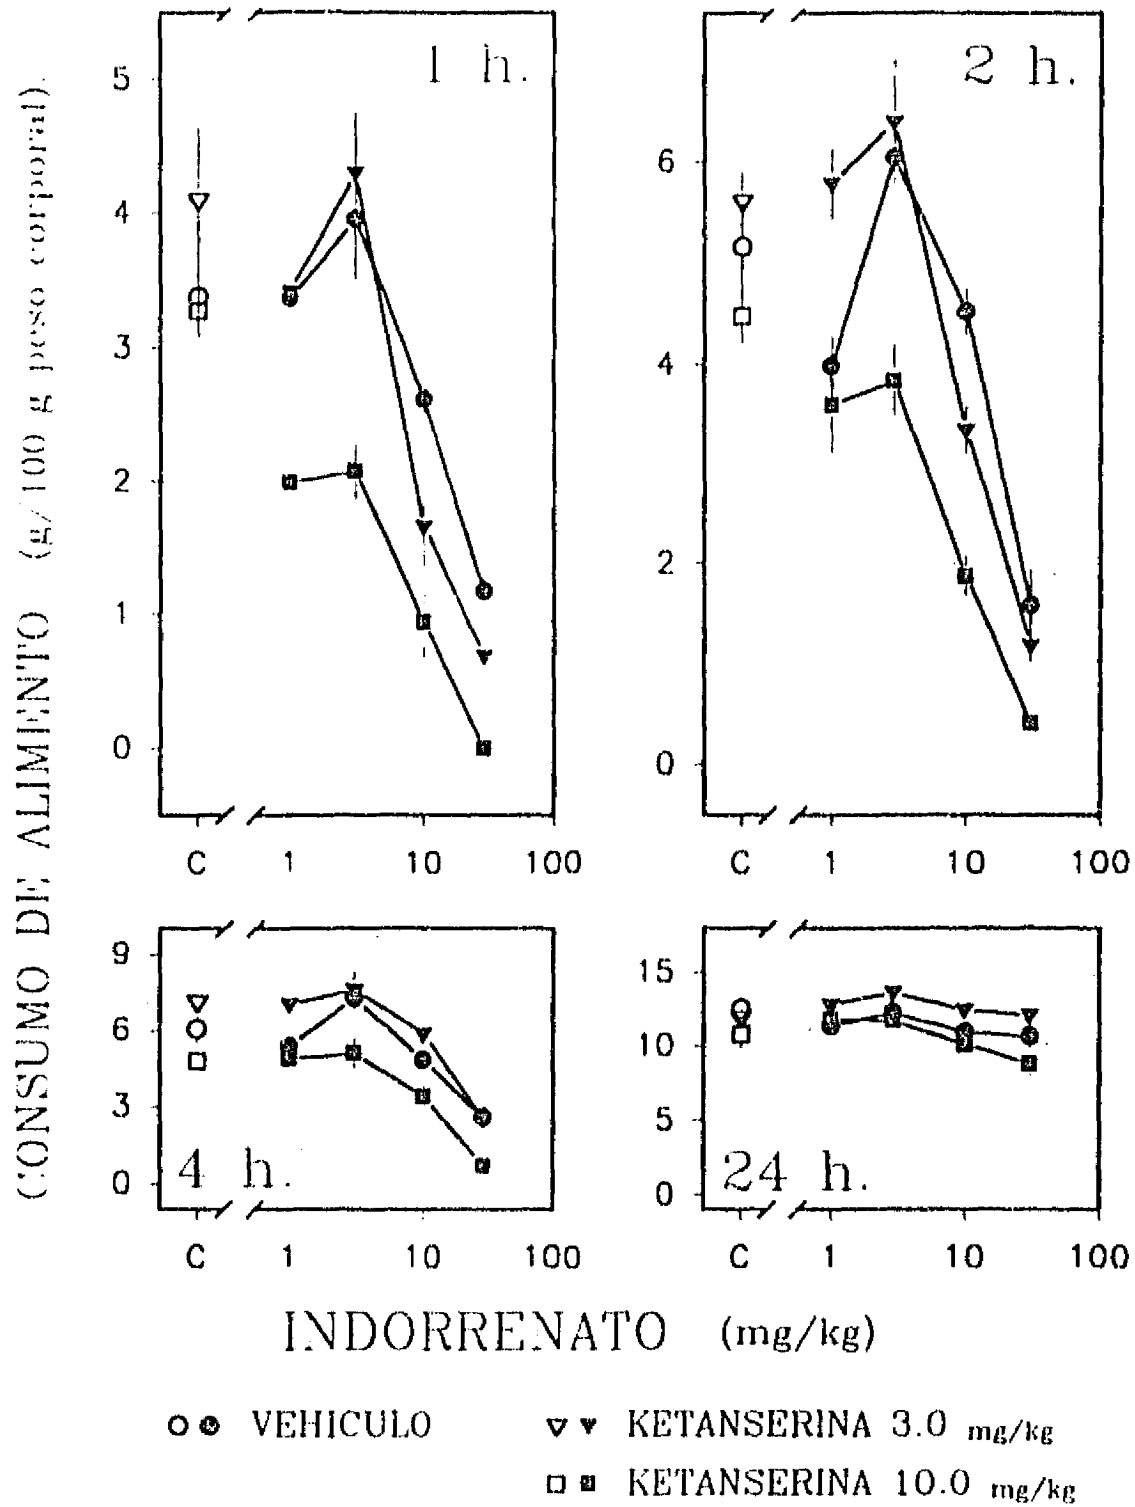 CONSUMO DE ALIMENTO (g/100 g peso corporal).
1 h.
5
4
3
2
1
0
C 1 10 100
2 h.
6
4
2
0
C 1 10 100
4 h.
9
6
3
0
C 1 10 100
24 h.
15
10
5
0
C 1 10 100
INDORRENATO (mg/kg)
VEHICULO
KETANSERINA 3.0 mg/kg
KETANSERINA 10.0 mg/kg